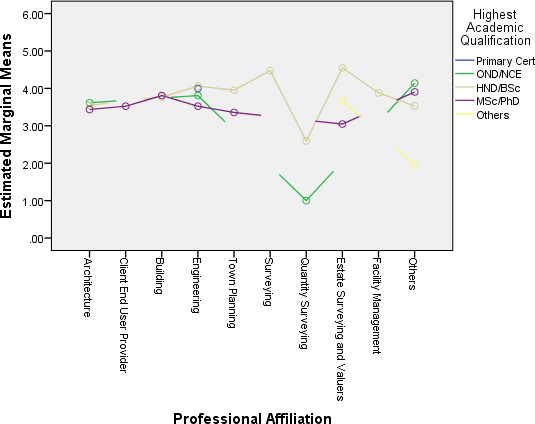 Highest
Academic
Qualification
Primary Cert
OND/NCE
HND/BSc
MSc/PhD
Others
Estimated Marginal Means
6.00
5.00
4.00
3.00
2.00
1.00
.00
Architecture
Client End User Provider
Building
Engineering
Town Planning
Surveying
Quantity Surveying
Estate Surveying and Valuers
Facility Management
Others
Professional Affiliation